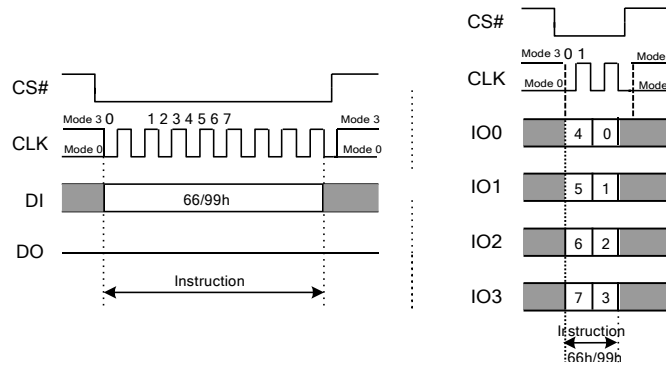 CS#
Mode 3 0 1 2 3 4 5 6 7 Mode 3
CLK
Mode 0 Mode 0
DI 66/99h
DO
Instruction
CS#
Mode 3 0 1 Mode
CLK
Mode 0 Mode
IO0 4 0
IO1 5 1
IO2 6 2
IO3 7 3
Instruction
66h/99h